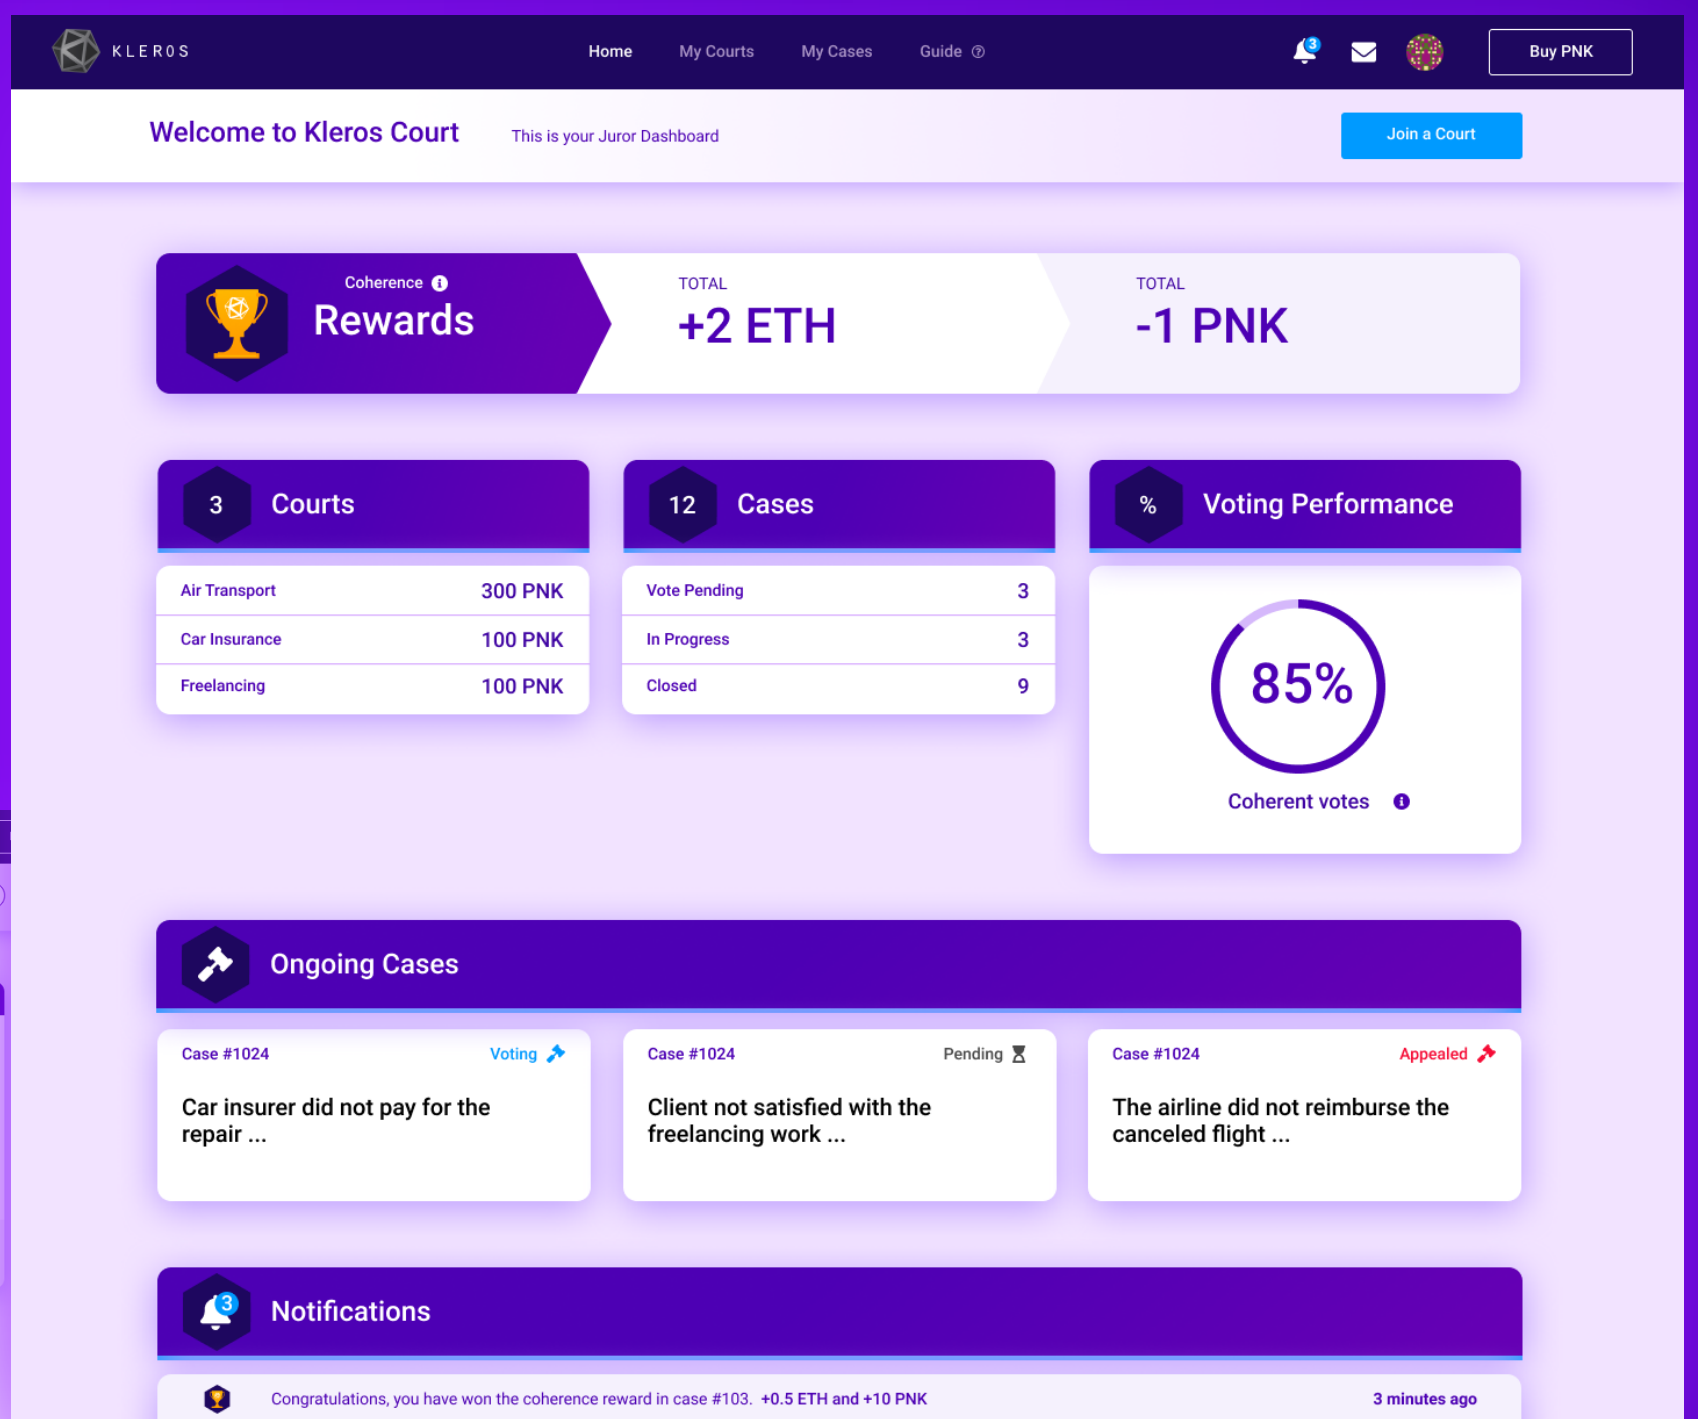 KLEROS
Home
My Courts
My Cases
Guide
3
Buy PNK
Welcome to Kleros Court
This is your Juror Dashboard
Join a Court
Coherence
Rewards
TOTAL
+2 ETH
TOTAL
-1 PNK
3
Courts
Air Transport 300 PNK
Car Insurance 100 PNK
Freelancing 100 PNK
12
Cases
Vote Pending 3
In Progress 3
Closed 9
%
Voting Performance
85%
Coherent votes
Ongoing Cases
Case #1024
Voting
Car insurer did not pay for the
repair ...
Case #1024
Pending
Client not satisfied with the
freelancing work ...
Case #1024
Appealed
The airline did not reimburse the
canceled flight ...
3
Notifications
Congratulations, you have won the coherence reward in case #103. +0.5 ETH and +10 PNK
3 minutes ago